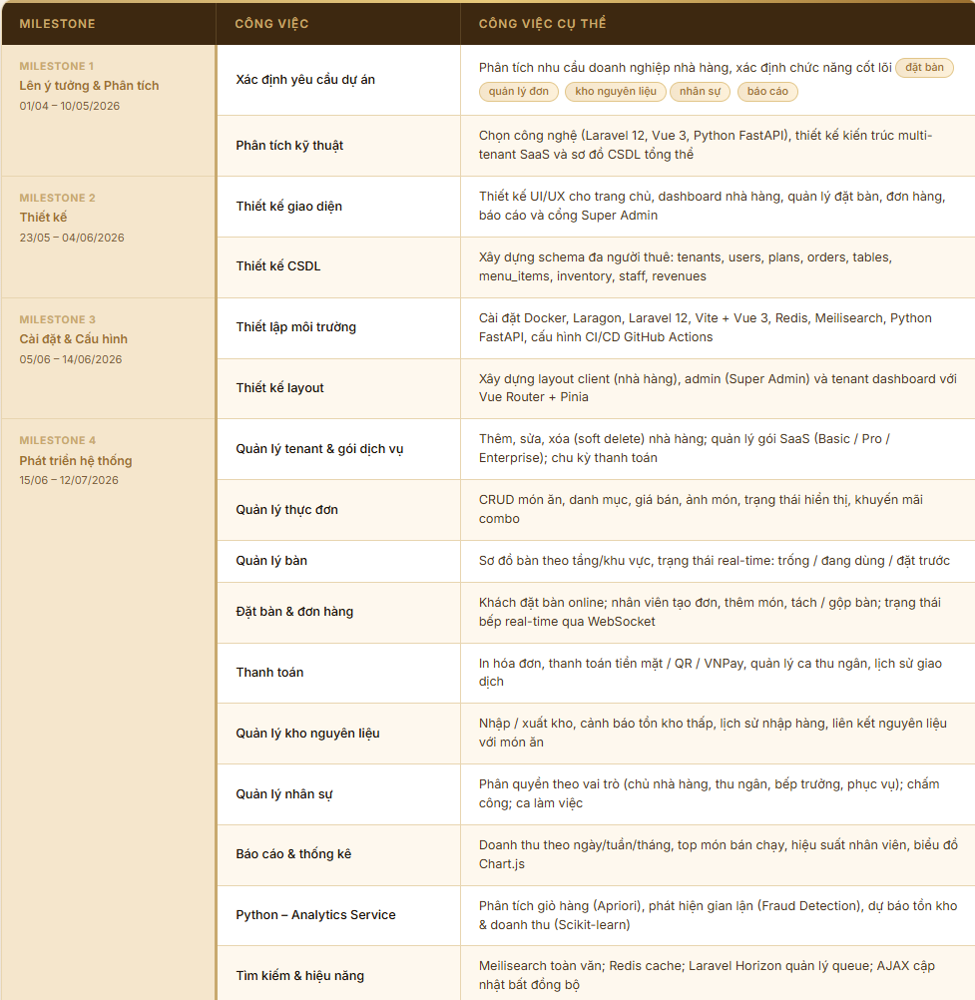 MILESTONE
CÔNG VIỆC
CÔNG VIỆC CỤ THỂ
MILESTONE 1
Lên ý tưởng & Phân tích
01/04 – 10/05/2026
Xác định yêu cầu dự án
Phân tích nhu cầu doanh nghiệp nhà hàng, xác định chức năng cốt lõi đặt bàn
quản lý đơn kho nguyên liệu nhân sự báo cáo
Phân tích kỹ thuật
Chọn công nghệ (Laravel 12, Vue 3, Python FastAPI), thiết kế kiến trúc multi-
tenant SaaS và sơ đồ CSDL tổng thể
MILESTONE 2
Thiết kế
23/05 – 04/06/2026
Thiết kế giao diện
Thiết kế UI/UX cho trang chủ, dashboard nhà hàng, quản lý đặt bàn, đơn hàng,
báo cáo và cổng Super Admin
Thiết kế CSDL
Xây dựng schema đa người thuê: tenants, users, plans, orders, tables,
menu_items, inventory, staff, revenues
MILESTONE 3
Cài đặt & Cấu hình
05/06 – 14/06/2026
Thiết lập môi trường
Cài đặt Docker, Laragon, Laravel 12, Vite + Vue 3, Redis, Meilisearch, Python
FastAPI, cấu hình CI/CD GitHub Actions
Thiết kế layout
Xây dựng layout client (nhà hàng), admin (Super Admin) và tenant dashboard với
Vue Router + Pinia
MILESTONE 4
Phát triển hệ thống
15/06 – 12/07/2026
Quản lý tenant & gói dịch vụ
Thêm, sửa, xóa (soft delete) nhà hàng; quản lý gói SaaS (Basic / Pro /
Enterprise); chu kỳ thanh toán
Quản lý thực đơn
CRUD món ăn, danh mục, giá bán, ảnh món, trạng thái hiển thị, khuyến mãi
combo
Quản lý bàn
Sơ đồ bàn theo tầng/khu vực, trạng thái real-time: trống / đang dùng / đặt trước
Đặt bàn & đơn hàng
Khách đặt bàn online; nhân viên tạo đơn, thêm món, tách / gộp bàn; trạng thái
bếp real-time qua WebSocket
Thanh toán
In hóa đơn, thanh toán tiền mặt / QR / VNPay, quản lý ca thu ngân, lịch sử giao
dịch
Quản lý kho nguyên liệu
Nhập / xuất kho, cảnh báo tồn kho thấp, lịch sử nhập hàng, liên kết nguyên liệu
với món ăn
Quản lý nhân sự
Phân quyền theo vai trò (chủ nhà hàng, thu ngân, bếp trưởng, phục vụ); chấm
công; ca làm việc
Báo cáo & thống kê
Doanh thu theo ngày/tuần/tháng, top món bán chạy, hiệu suất nhân viên, biểu đồ
Chart.js
Python – Analytics Service
Phân tích giỏ hàng (Apriori), phát hiện gian lận (Fraud Detection), dự báo tồn kho
& doanh thu (Scikit-learn)
Tìm kiếm & hiệu năng
Meilisearch toàn văn; Redis cache; Laravel Horizon quản lý queue; AJAX cập
nhật bất đồng bộ